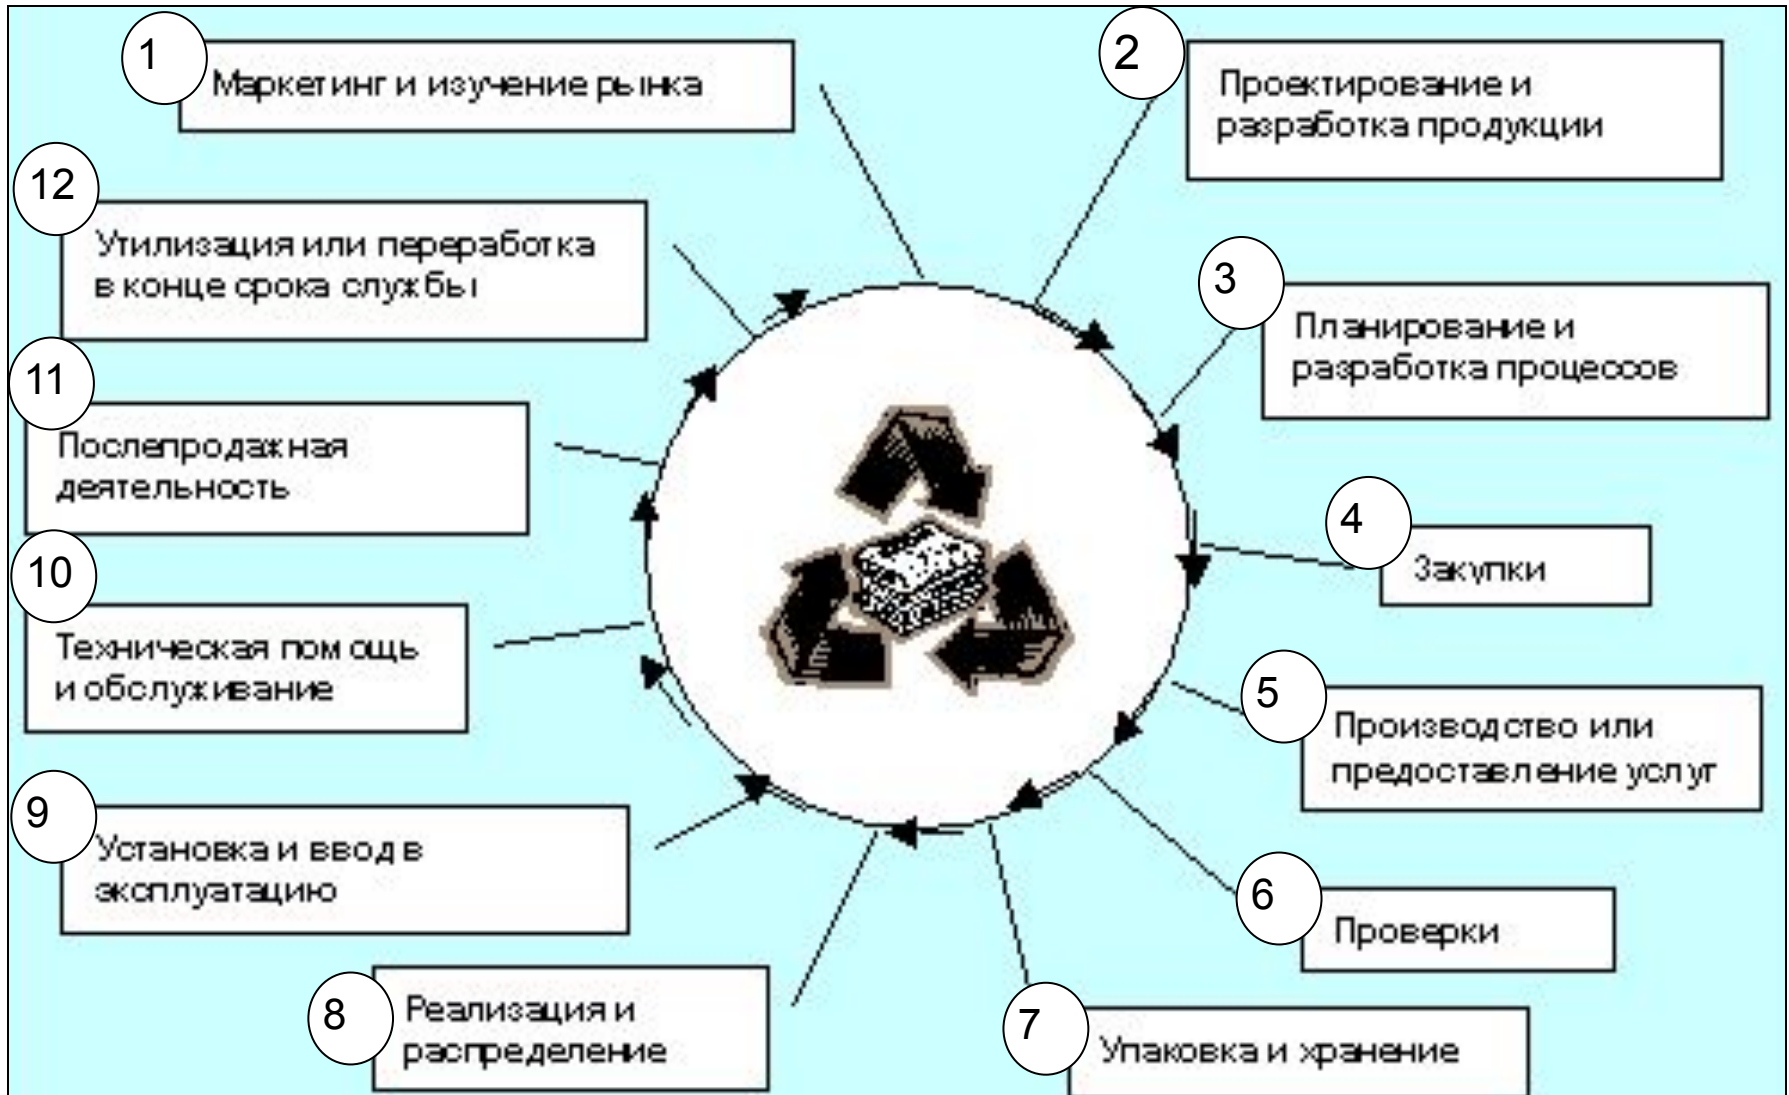 1
Маркетинг и изучение рынка
2
Проектирование и
разработка продукции
3
Планирование и
разработка процессов
4
Закупки
5
Производство или
предоставление услуг
6
Проверки
7
Упаковка и хранение
8
Реализация и
распределение
9
Установка и ввод в
эксплуатацию
10
Техническая помощь
и обслуживание
11
Послепродажная
деятельность
12
Утилизация или переработка
в конце срока службы